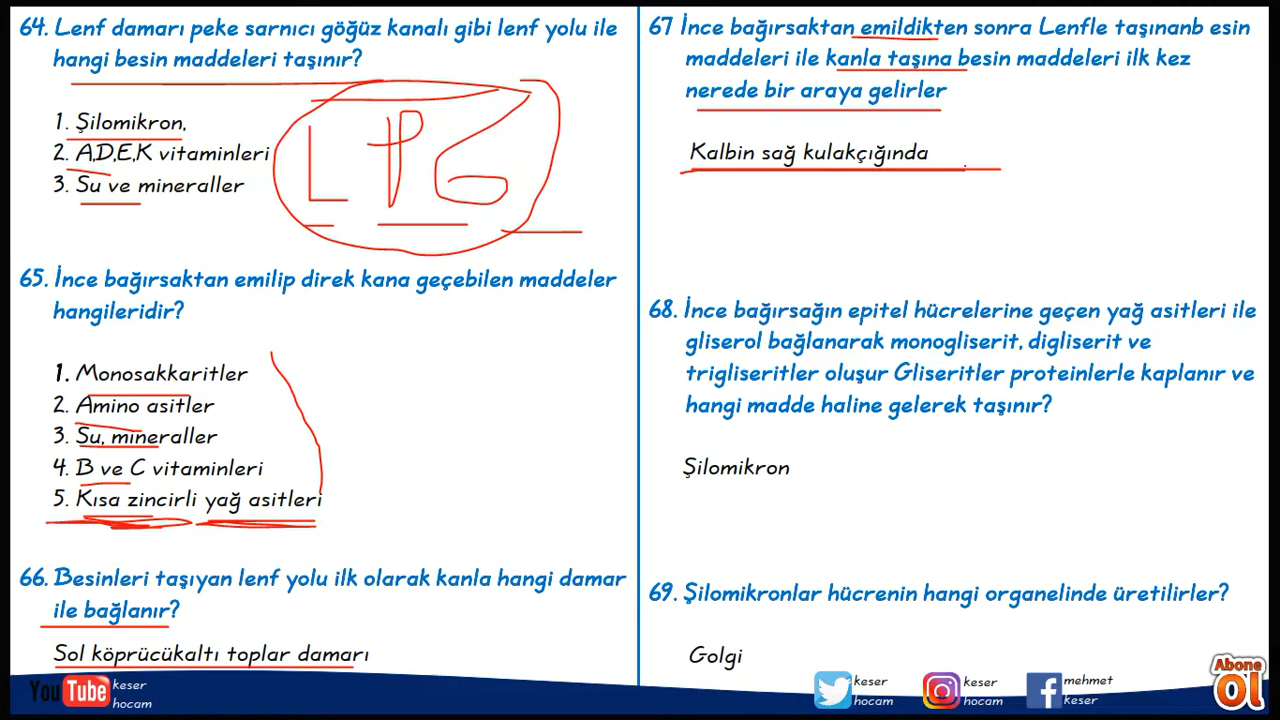 64. Lenf damarı peke sarnıcı göğüz kanalı gibi lenf yolu ile
hangi besin maddeleri taşınır?
1. Şilomikron,
2. A,D,E,K vitaminleri
3. Su ve mineraller
L P G
65. İnce bağırsaktan emilip direk kana geçebilen maddeler
hangileridir?
1. Monosakkaritler
2. Amino asitler
3. Su, mineraller
4. B ve C vitaminleri
5. Kısa zincirli yağ asitleri
66. Besinleri taşıyan lenf yolu ilk olarak kanla hangi damar
ile bağlanır?
Sol köprücükaltı toplar damarı
67 İnce bağırsaktan emildikten sonra Lenfle taşınanb esin
maddeleri ile kanla taşına besin maddeleri ilk kez
nerede bir araya gelirler
Kalbin sağ kulakçığında
68. İnce bağırsağın epitel hücrelerine geçen yağ asitleri ile
gliserol bağlanarak monogliserit, digliserit ve
trigliseritler oluşur Gliseritler proteinlerle kaplanır ve
hangi madde haline gelerek taşınır?
Şilomikron
69. Şilomikronlar hücrenin hangi organelinde üretilirler?
Golgi
YouTube keser hocam
keser hocam
keser hocam
mehmet keser
Abone ol